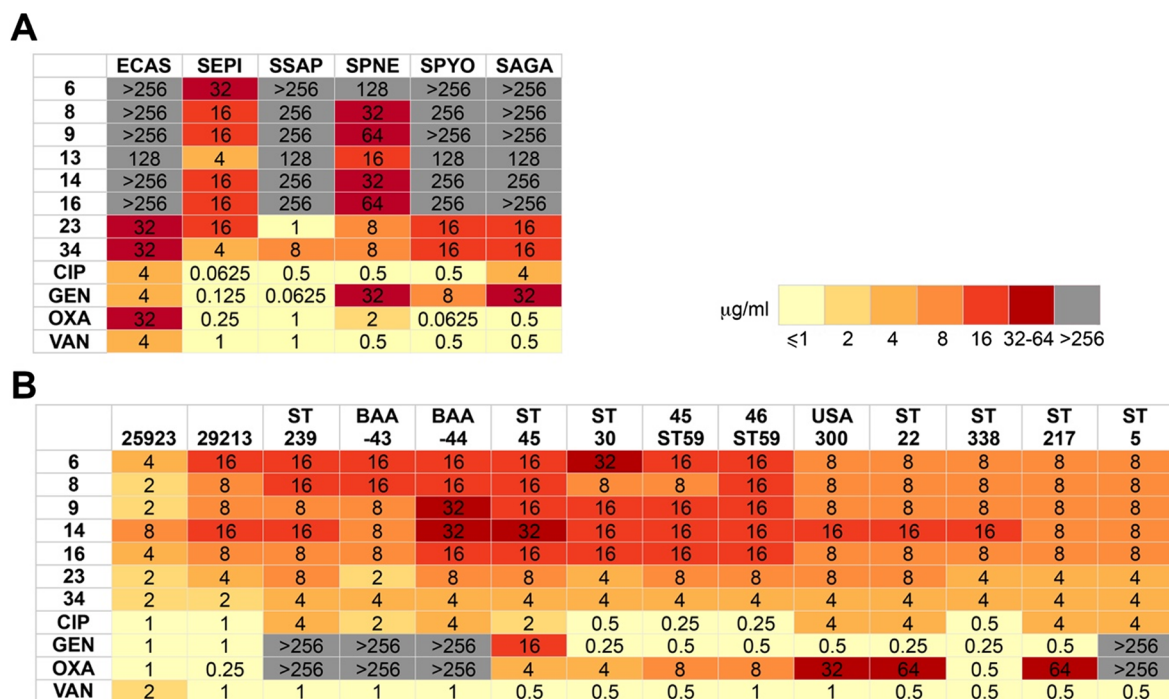 A
ECAS SEPI SSAP SPNE SPYO SAGA
6 >256 32 >256 128 >256 >256
8 >256 16 256 32 256 >256
9 >256 16 256 64 >256 >256
13 128 4 128 16 128 128
14 >256 16 256 32 256 256
16 >256 16 256 64 256 >256
23 32 16 1 8 16 16
34 32 4 8 8 16 16
CIP 4 0.0625 0.5 0.5 0.5 4
GEN 4 0.125 0.0625 32 8 32
OXA 32 0.25 1 2 0.0625 0.5
VAN 4 1 1 0.5 0.5 0.5
μg/ml
⩽1 2 4 8 16 32-64 >256
B
ST BAA BAA ST ST 45 46 USA ST ST ST ST
25923 29213 239 -43 -44 45 30 ST59 ST59 300 22 338 217 5
6 4 16 16 16 16 16 32 16 16 8 8 8 8 8
8 2 8 16 16 16 16 8 8 16 8 8 8 8 8
9 2 8 8 8 32 16 16 16 16 8 8 8 8 8
14 8 16 16 8 32 32 16 16 16 16 16 16 8 8
16 4 8 8 8 16 16 16 16 16 8 8 8 8 8
23 2 4 8 2 8 8 4 8 8 8 8 4 4 4
34 2 2 4 4 4 4 4 4 4 4 4 4 4 4
CIP 1 1 4 2 4 2 0.5 0.25 0.25 4 4 0.5 4 4
GEN 1 1 >256 >256 >256 16 0.25 0.5 0.5 0.5 0.25 0.25 0.5 >256
OXA 1 0.25 >256 >256 >256 4 4 8 8 32 64 0.5 64 >256
VAN 2 1 1 1 1 0.5 0.5 0.5 1 1 0.5 0.5 0.5 0.5